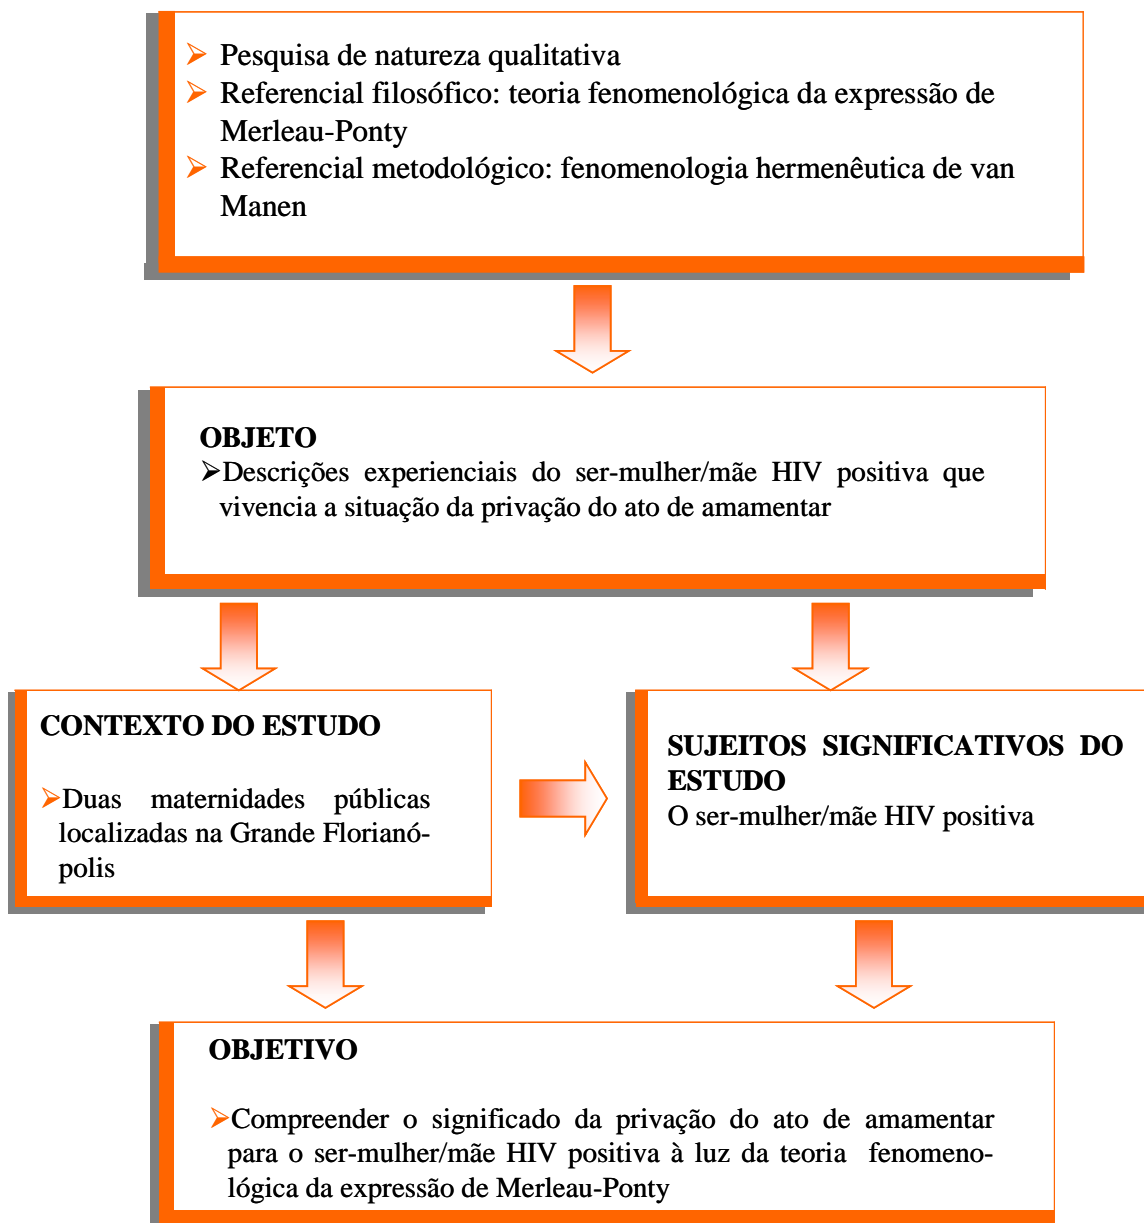 ➢ Pesquisa de natureza qualitativa
➢ Referencial filosófico: teoria fenomenológica da expressão de
Merleau-Ponty
➢ Referencial metodológico: fenomenologia hermenêutica de van
Manen
OBJETO
➢Descrições experienciais do ser-mulher/mãe HIV positiva que
vivencia a situação da privação do ato de amamentar
CONTEXTO DO ESTUDO
➢Duas maternidades públicas
localizadas na Grande Florianó-
polis
SUJEITOS SIGNIFICATIVOS DO
ESTUDO
O ser-mulher/mãe HIV positiva
OBJETIVO
➢Compreender o significado da privação do ato de amamentar
para o ser-mulher/mãe HIV positiva à luz da teoria fenomeno-
lógica da expressão de Merleau-Ponty